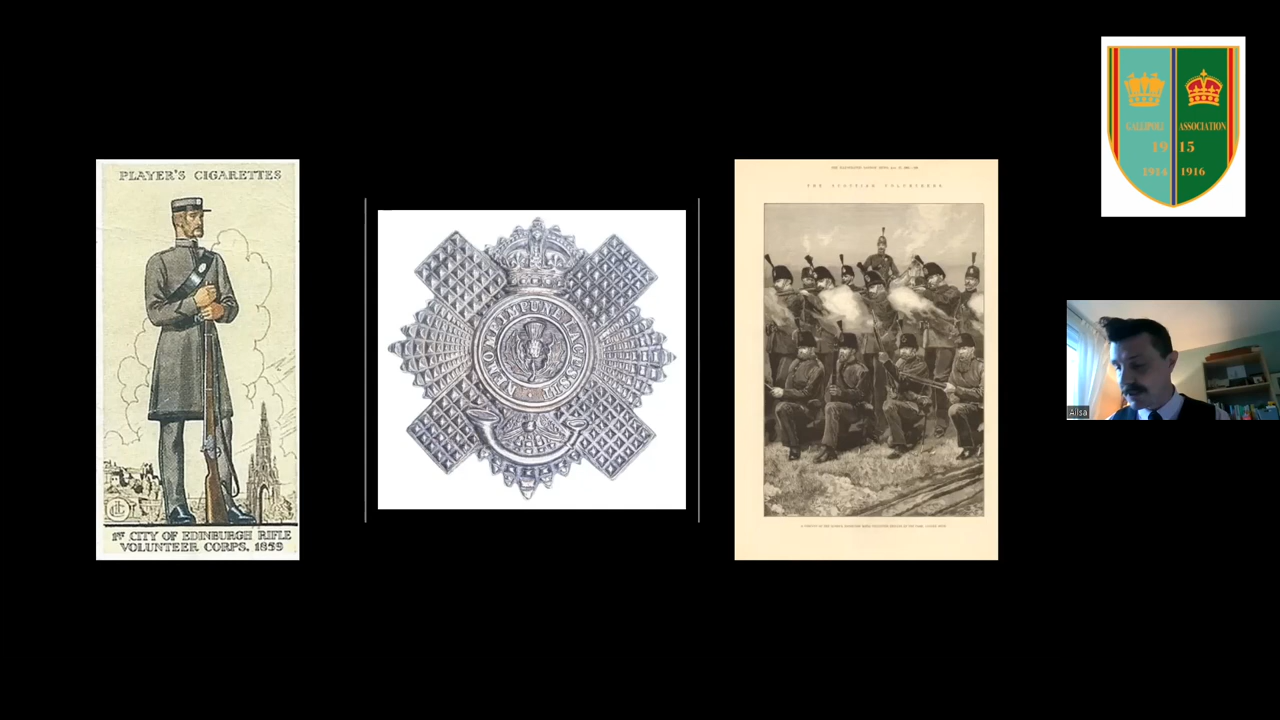 PLAYER'S CIGARETTES
1ST CITY OF EDINBURGH RIFLE
VOLUNTEER CORPS, 1859
NEMO ME IMPUNE LACESSIT
THE SCOTTISH VOLUNTEERS
GALLIPOLI ASSOCIATION
19 15
1914 1916
Ailsa